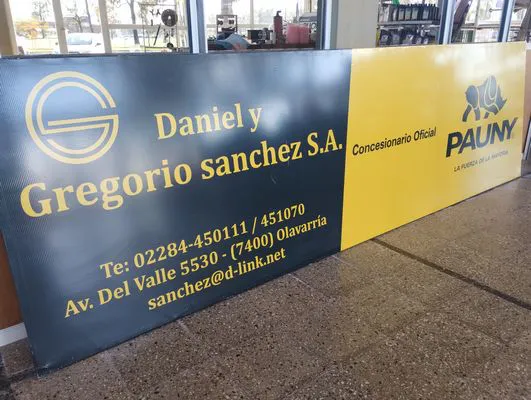 Daniel y
Gregorio sanchez S.A.
Te: 02284-450111 / 451070
Av. Del Valle 5530 - (7400) Olavarría
sanchez@d-link.net
Concesionario Oficial
PAUNY
LA FUERZA DE LA